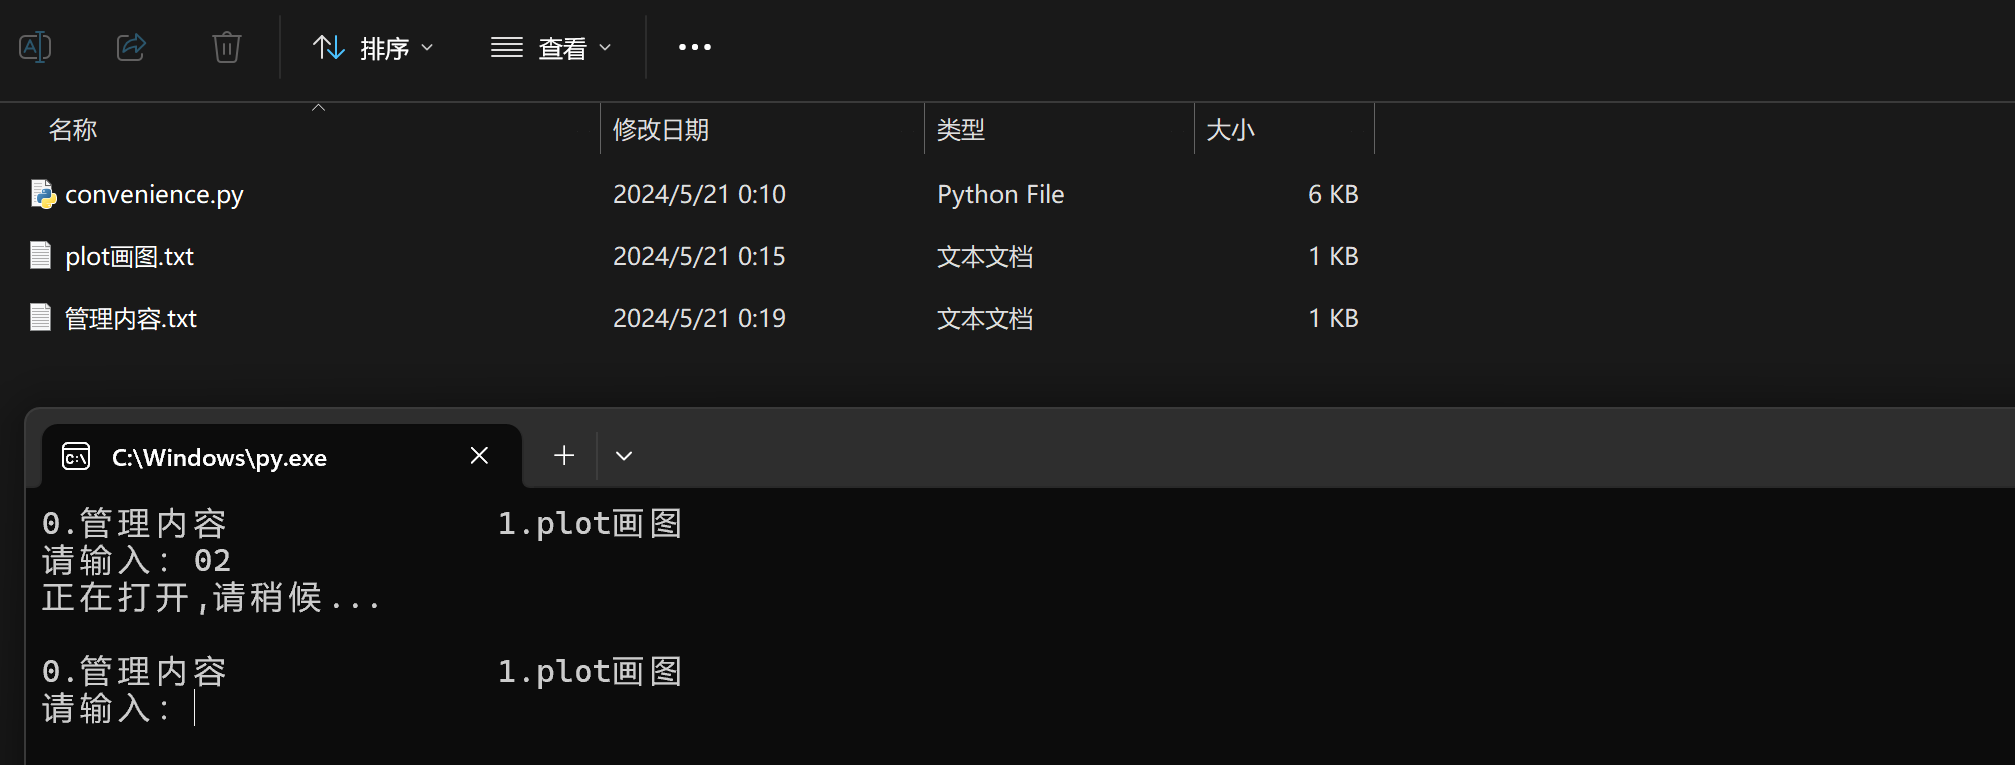 排序 查看
名称 修改日期 类型 大小
convenience.py 2024/5/21 0:10 Python File 6 KB
plot画图.txt 2024/5/21 0:15 文本文档 1 KB
管理内容.txt 2024/5/21 0:19 文本文档 1 KB
C:\Windows\py.exe
0.管理内容 1.plot画图
请输入: 02
正在打开,请稍候...
0.管理内容 1.plot画图
请输入: